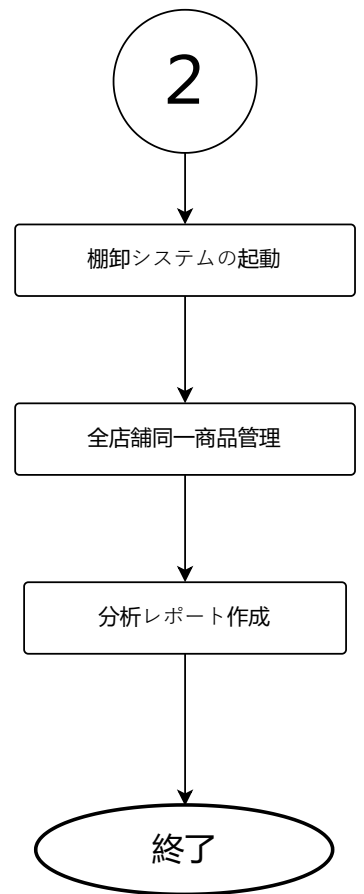 2
棚卸システムの起動
全店舗同一商品管理
分析レポート作成
終了